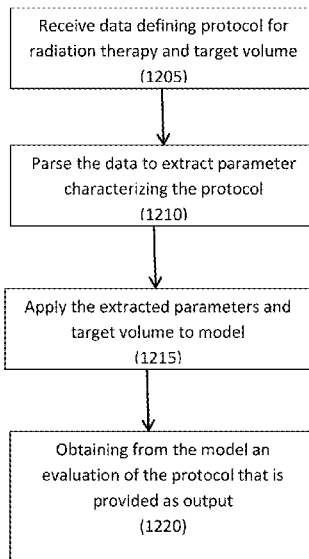 Receive data defining protocol for
radiation therapy and target volume
(1205)
Parse the data to extract parameter
characterizing the protocol
(1210)
Apply the extracted parameters and
target volume to model
(1215)
Obtaining from the model an
evaluation of the protocol that is
provided as output
(1220)